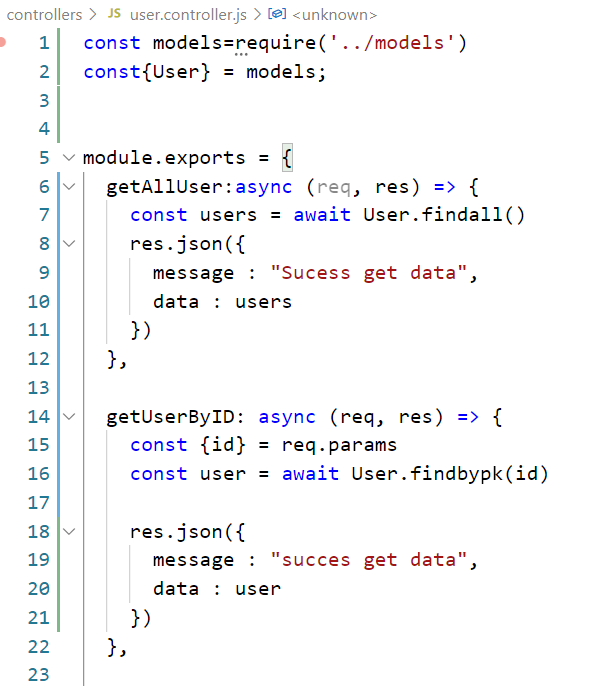 controllers > JS user.controller.js > <unknown>
1 const models=require('../models')
2 const{User} = models;
3
4
5 module.exports = {
6 getAllUser:async (req, res) => {
7 const users = await User.findall()
8 res.json({
9 message : "Sucess get data",
10 data : users
11 })
12 },
13
14 getUserByID: async (req, res) => {
15 const {id} = req.params
16 const user = await User.findbypk(id)
17
18 res.json({
19 message : "succes get data",
20 data : user
21 })
22 },
23